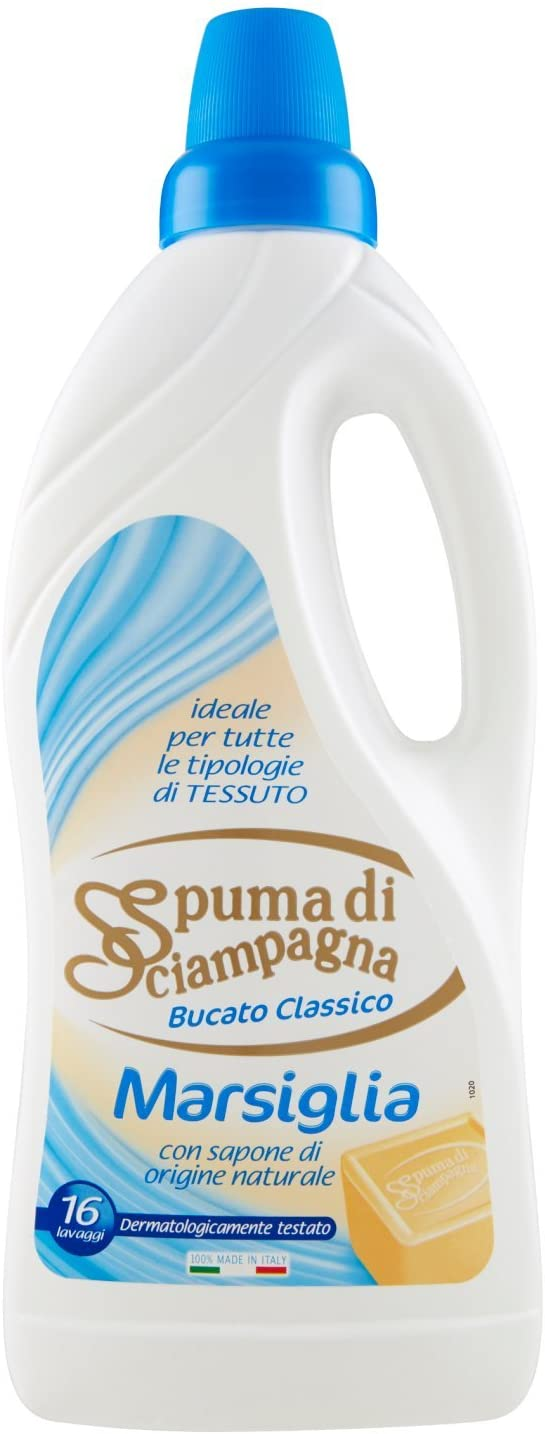 ideale
per tutte
le tipologie
di TESSUTO
Spuma di
Sciampagna
Bucato Classico
Marsiglia
con sapone di
origine naturale
1020
Spuma di
Sciampagna
16
lavaggi
Dermatologicamente testato
100% MADE IN ITALY